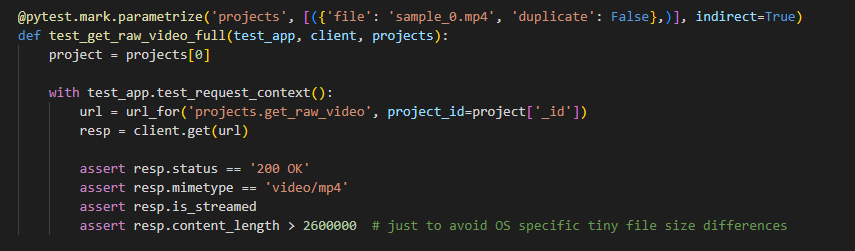 @pytest.mark.parametrize('projects', [({'file': 'sample_0.mp4', 'duplicate': False},)], indirect=True)
def test_get_raw_video_full(test_app, client, projects):
    project = projects[0]

    with test_app.test_request_context():
        url = url_for('projects.get_raw_video', project_id=project['_id'])
        resp = client.get(url)

        assert resp.status == '200 OK'
        assert resp.mimetype == 'video/mp4'
        assert resp.is_streamed
        assert resp.content_length > 2600000  # just to avoid OS specific tiny file size differences